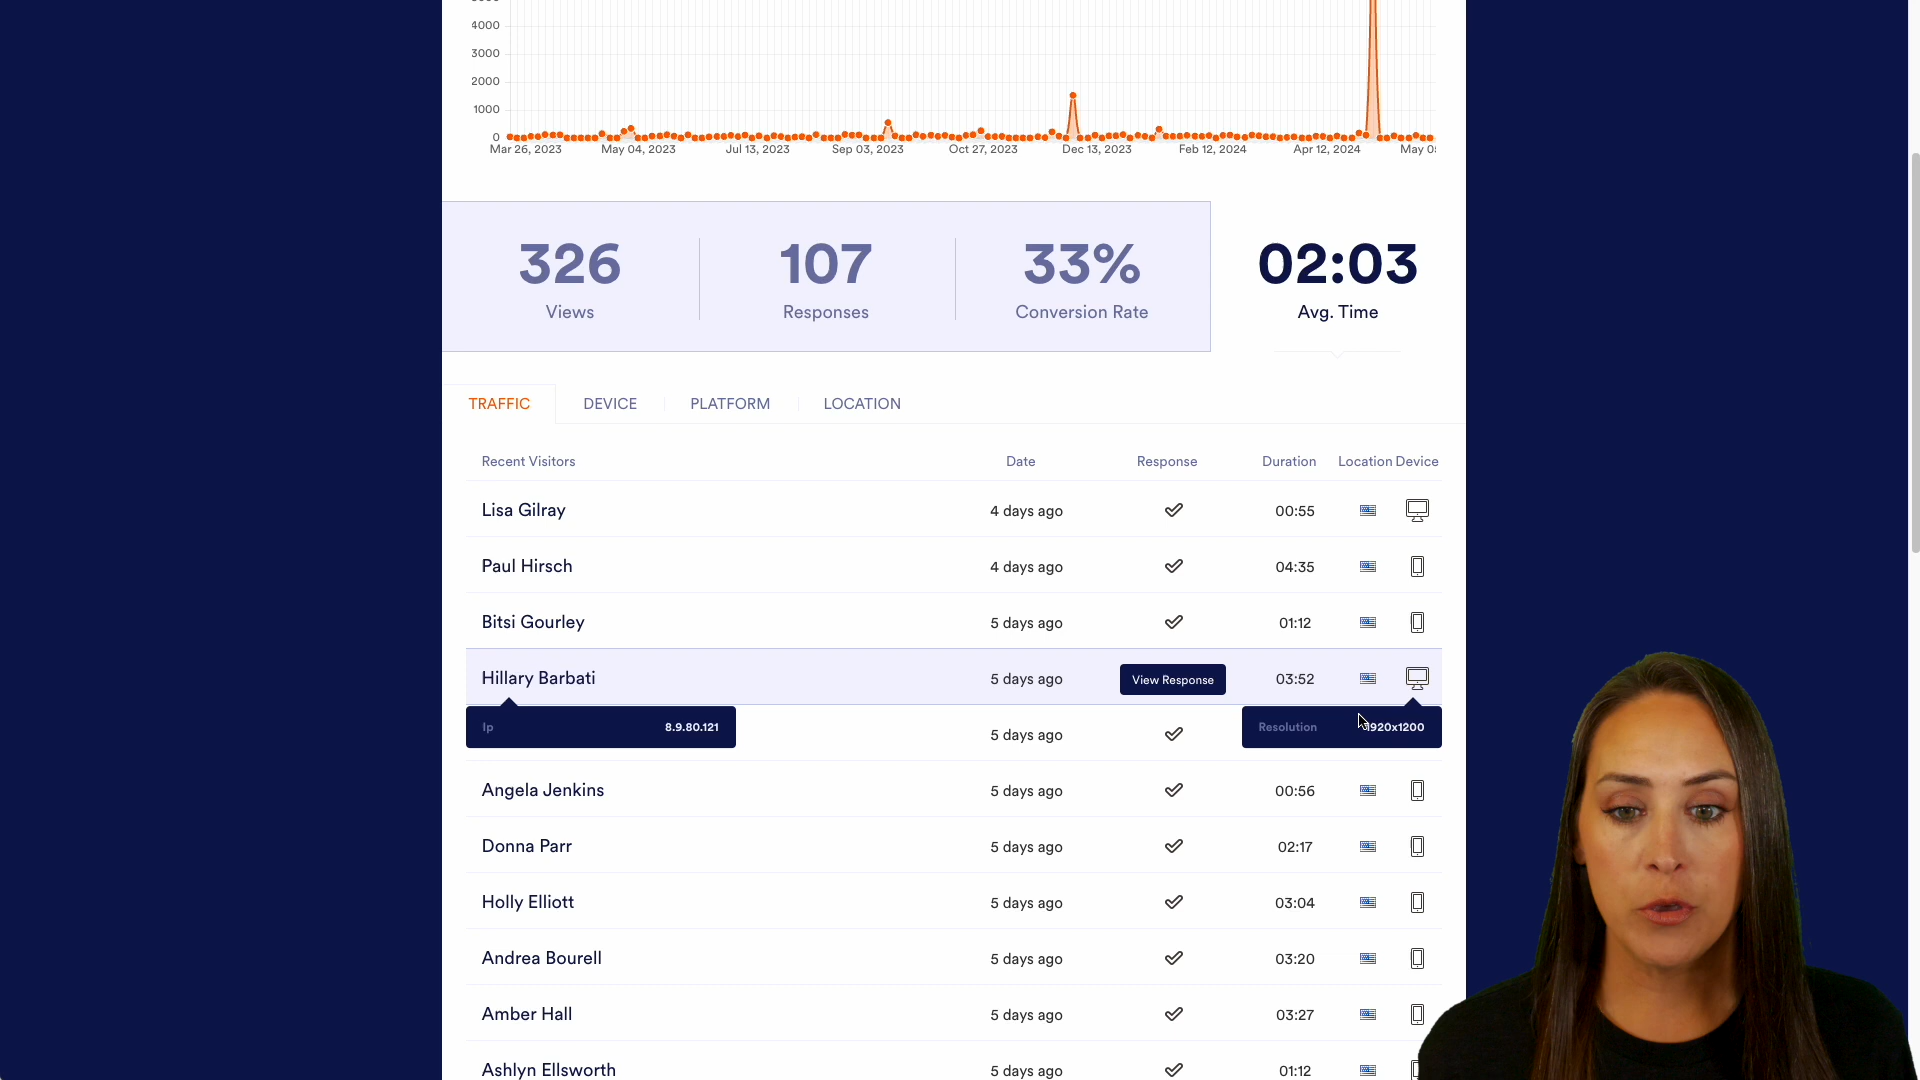 4000
3000
2000
1000
0
Mar 26, 2023 May 04, 2023 Jul 13, 2023 Sep 03, 2023 Oct 27, 2023 Dec 13, 2023 Feb 12, 2024 Apr 12, 2024 May
326 107 33% 02:03
Views Responses Conversion Rate Avg. Time
TRAFFIC DEVICE PLATFORM LOCATION
Recent Visitors Date Response Duration Location Device
Lisa Gilray 4 days ago 00:55
Paul Hirsch 4 days ago 04:35
Bitsi Gourley 5 days ago 01:12
Hillary Barbati 5 days ago View Response 03:52
Ip 8.9.80.121 5 days ago Resolution 1920x1200
Angela Jenkins 5 days ago 00:56
Donna Parr 5 days ago 02:17
Holly Elliott 5 days ago 03:04
Andrea Bourell 5 days ago 03:20
Amber Hall 5 days ago 03:27
Ashlyn Ellsworth 5 days ago 01:12